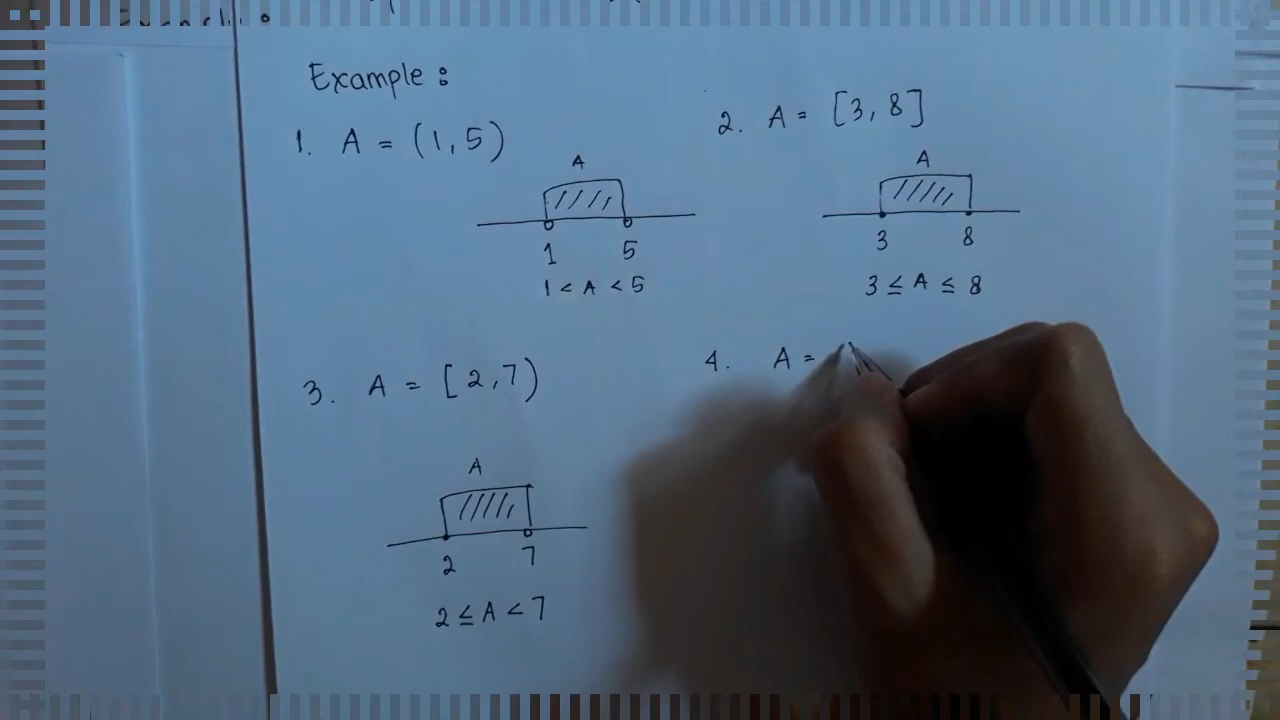 Example :
1. A = (1, 5)
A
1 5
1 < A < 5
2. A = [3, 8]
A
3 8
3 ≤ A ≤ 8
3. A = [2, 7)
A
2 7
2 ≤ A < 7
4. A =